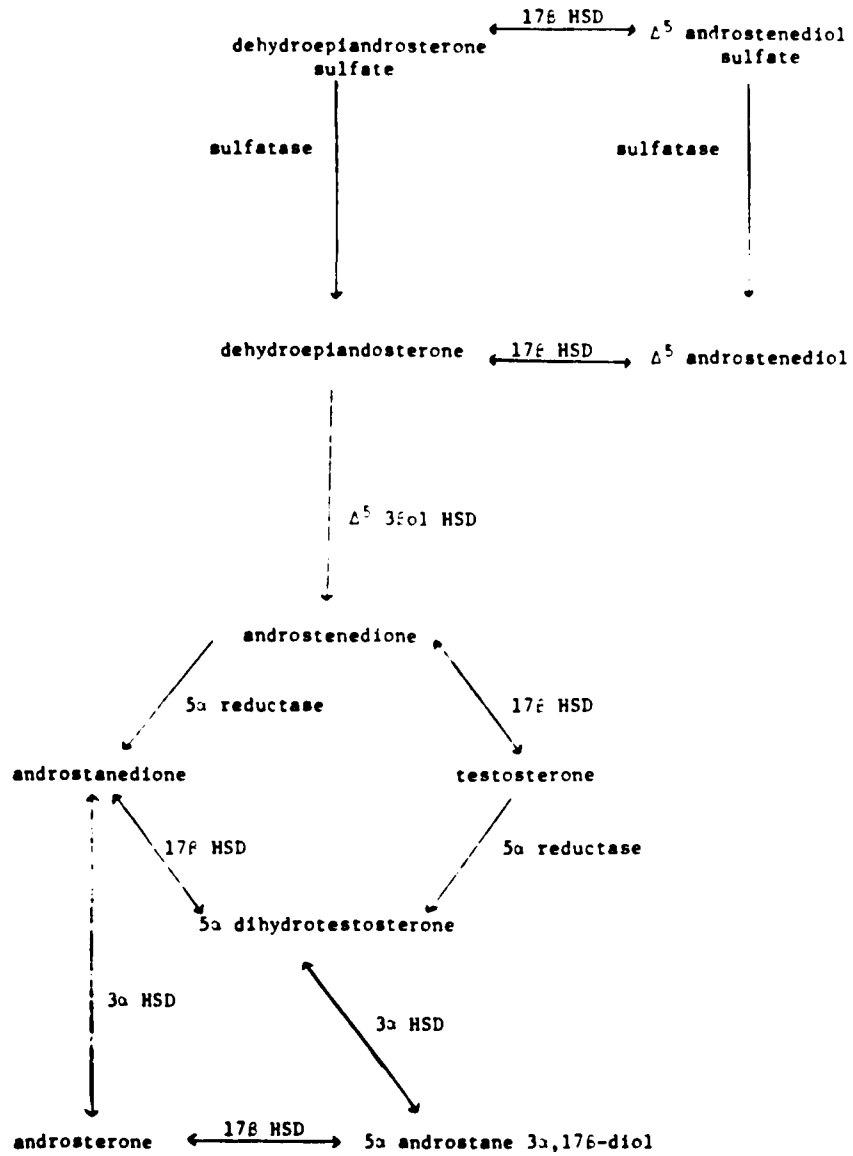 17β HSD
dehydroepiandrosterone
sulfate
Δ⁵ androstenediol
sulfate
sulfatase
sulfatase
dehydroepiandosterone
17β HSD
Δ⁵ androstenediol
Δ⁵ 3βol HSD
androstenedione
5α reductase
17β HSD
androstanedione
testosterone
17β HSD
5α reductase
5α dihydrotestosterone
3α HSD
3α HSD
androsterone
17β HSD
5α androstane 3α,17β-diol